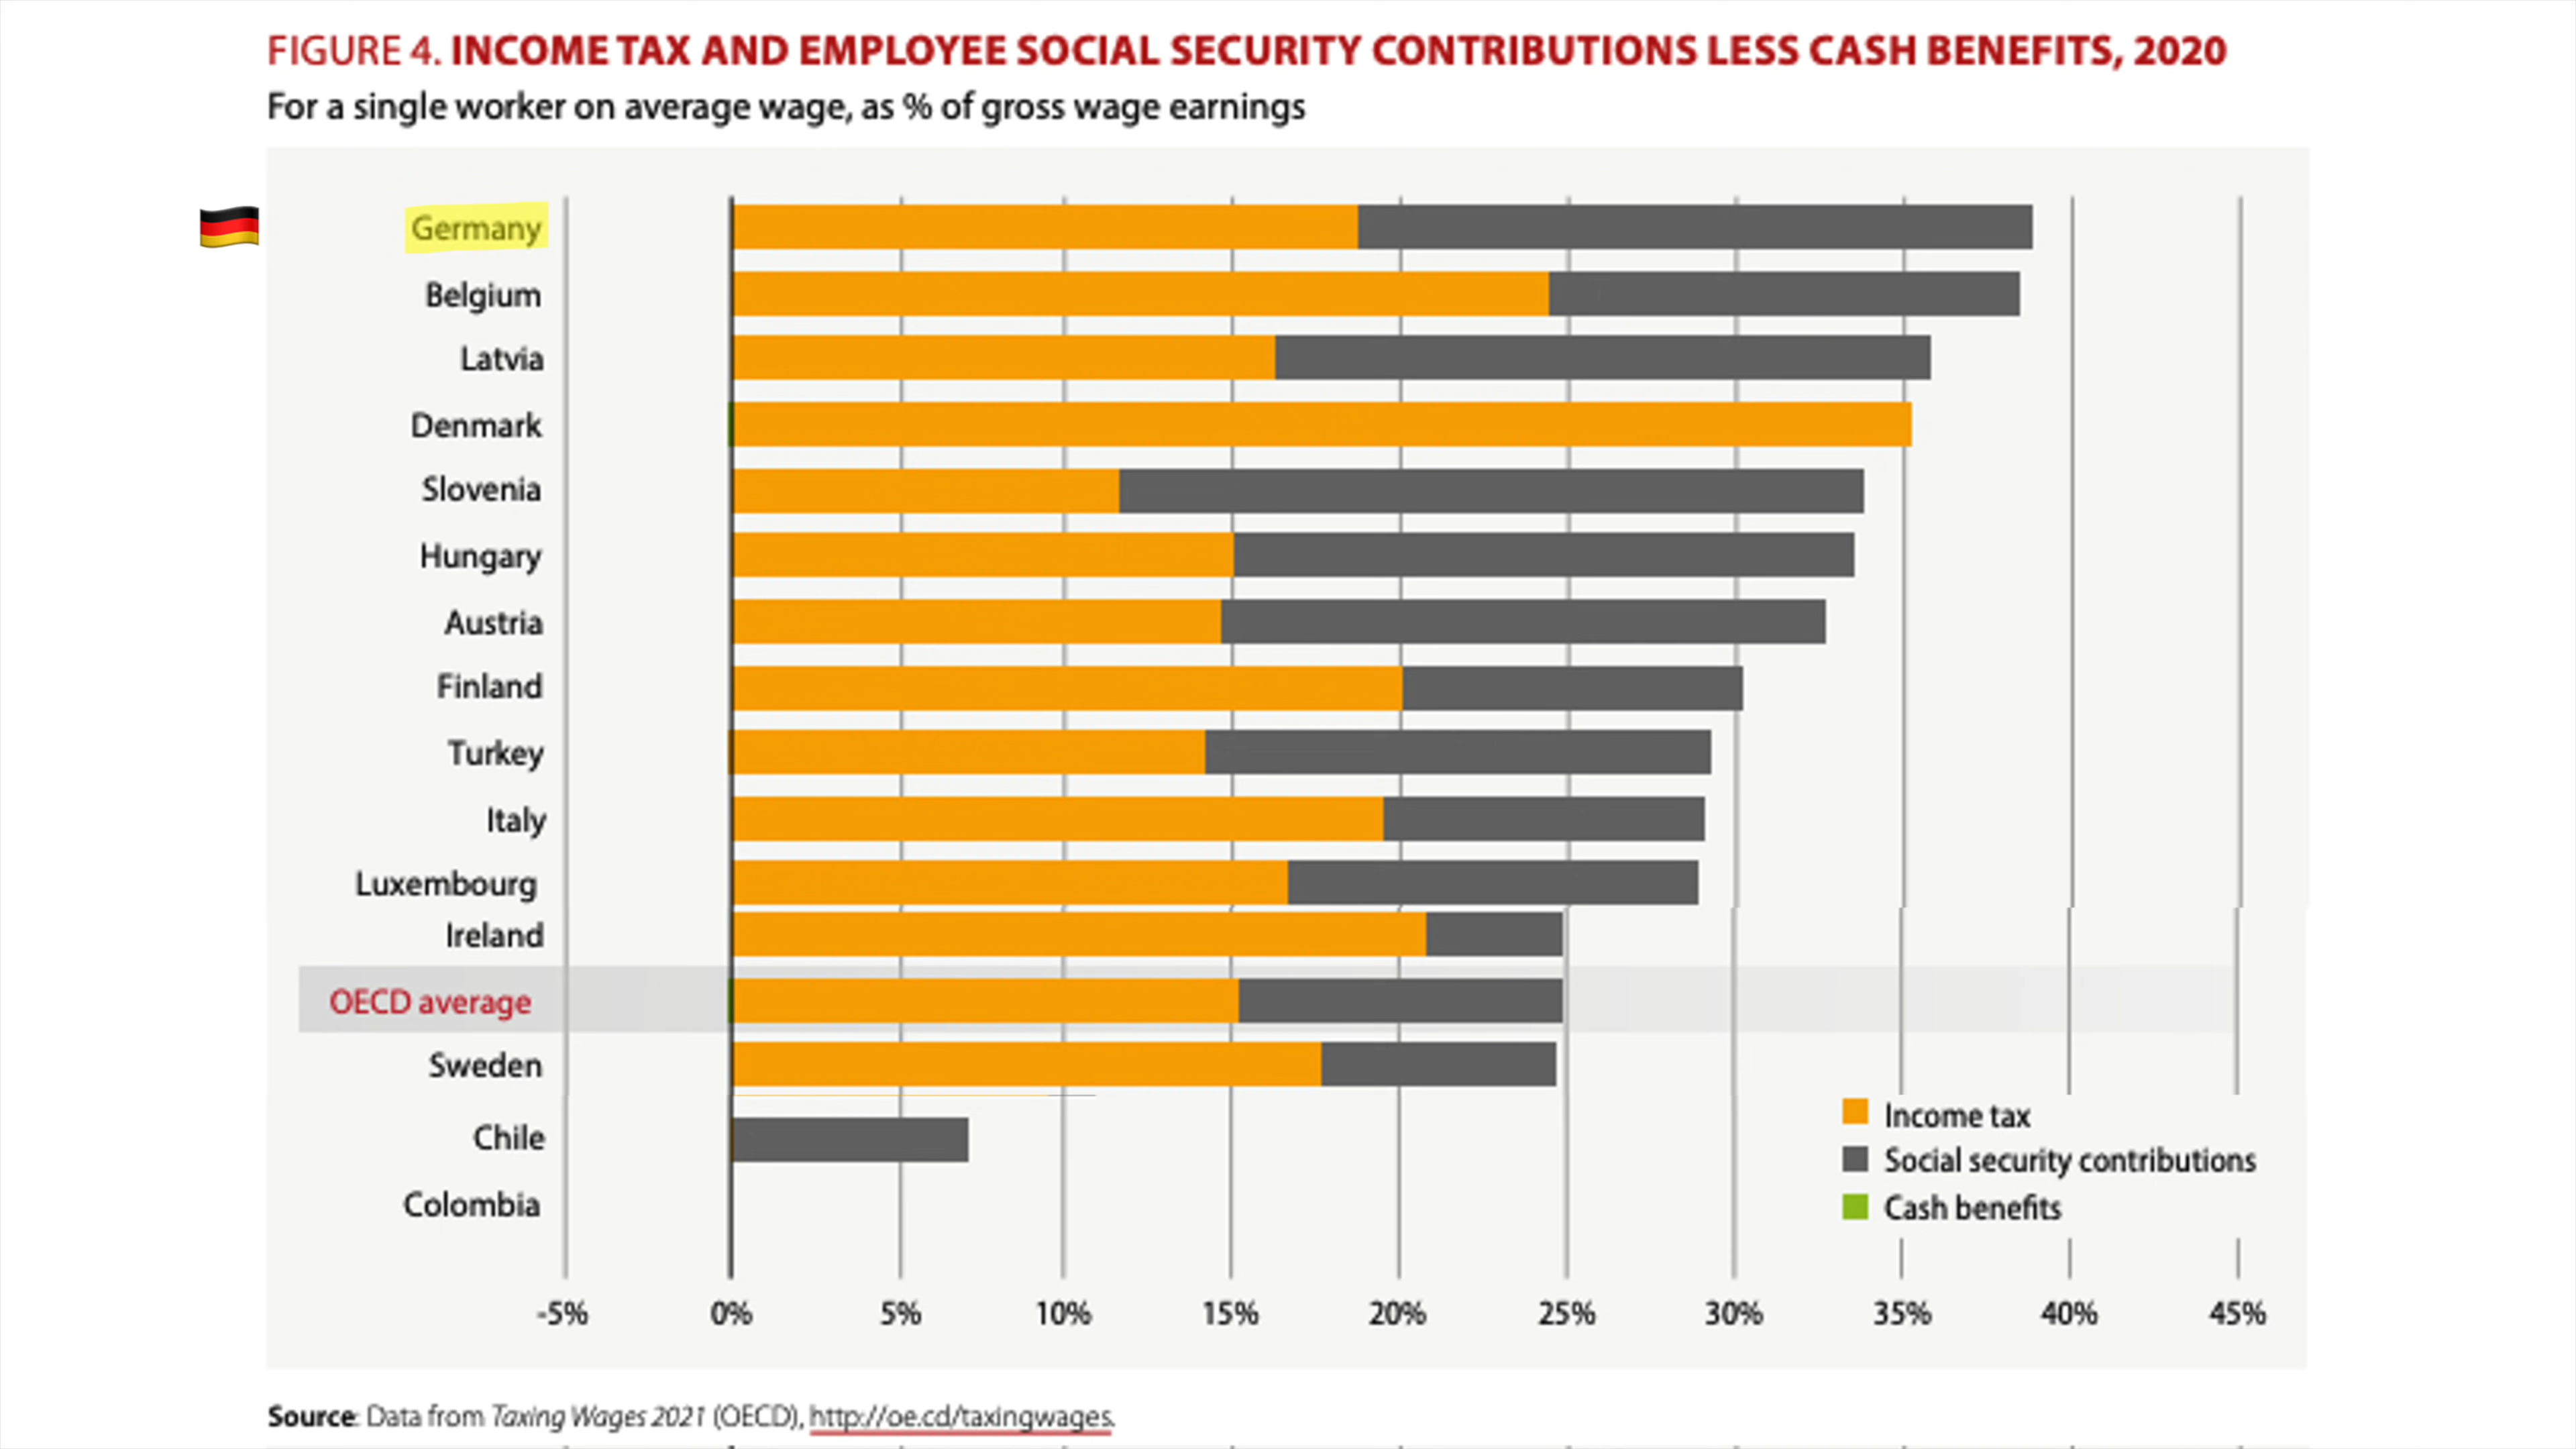 FIGURE 4. INCOME TAX AND EMPLOYEE SOCIAL SECURITY CONTRIBUTIONS LESS CASH BENEFITS, 2020
For a single worker on average wage, as % of gross wage earnings
Germany
Belgium
Latvia
Denmark
Slovenia
Hungary
Austria
Finland
Turkey
Italy
Luxembourg
Ireland
OECD average
Sweden
Chile
Colombia
Income tax
Social security contributions
Cash benefits
-5% 0% 5% 10% 15% 20% 25% 30% 35% 40% 45%
Source: Data from Taxing Wages 2021 (OECD), http://oe.cd/taxingwages.